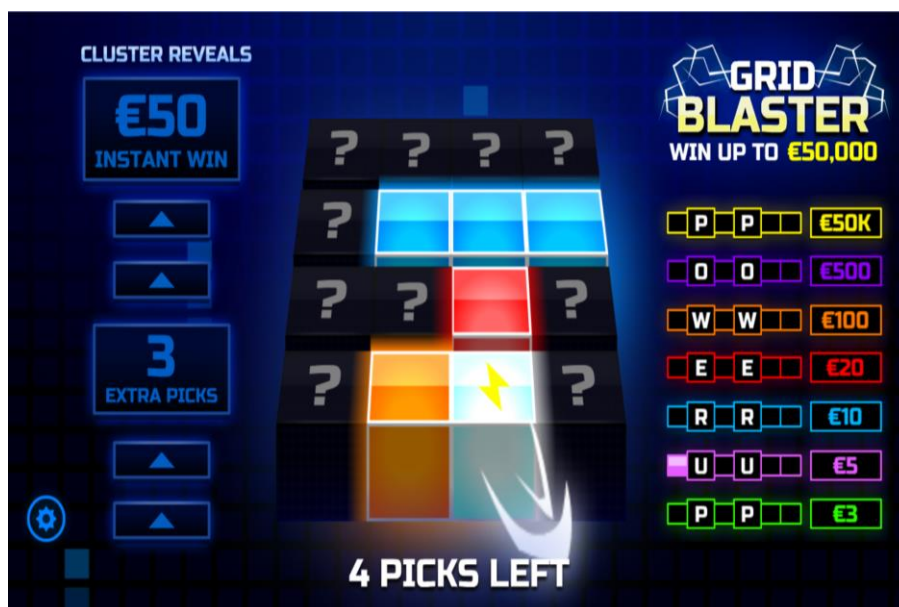 CLUSTER REVEALS
€50
INSTANT WIN
3
EXTRA PICKS
? ? ? ?
?
? ? ?
? ?
4 PICKS LEFT
GRID
BLASTER
WIN UP TO €50,000
P P €50K
O O €500
W W €100
E E €20
R R €10
U U €5
P P €3